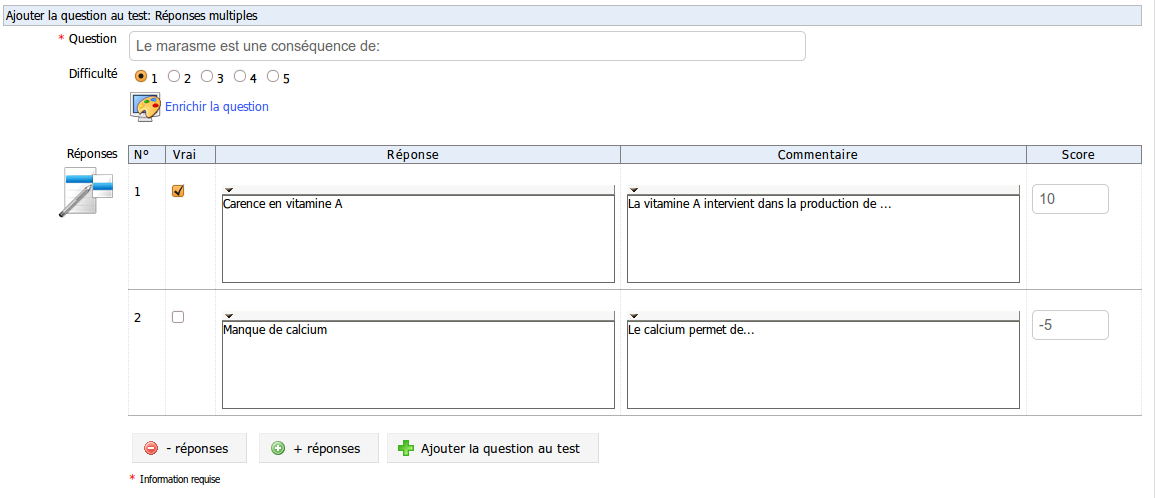 Ajouter la question au test: Réponses multiples
* Question Le marasme est une conséquence de:
Difficulté 1 2 3 4 5
Enrichir la question
Réponses N° Vrai Réponse Commentaire Score
1 Carence en vitamine A La vitamine A intervient dans la production de ... 10
2 Manque de calcium Le calcium permet de... -5
- réponses + réponses Ajouter la question au test
* Information requise